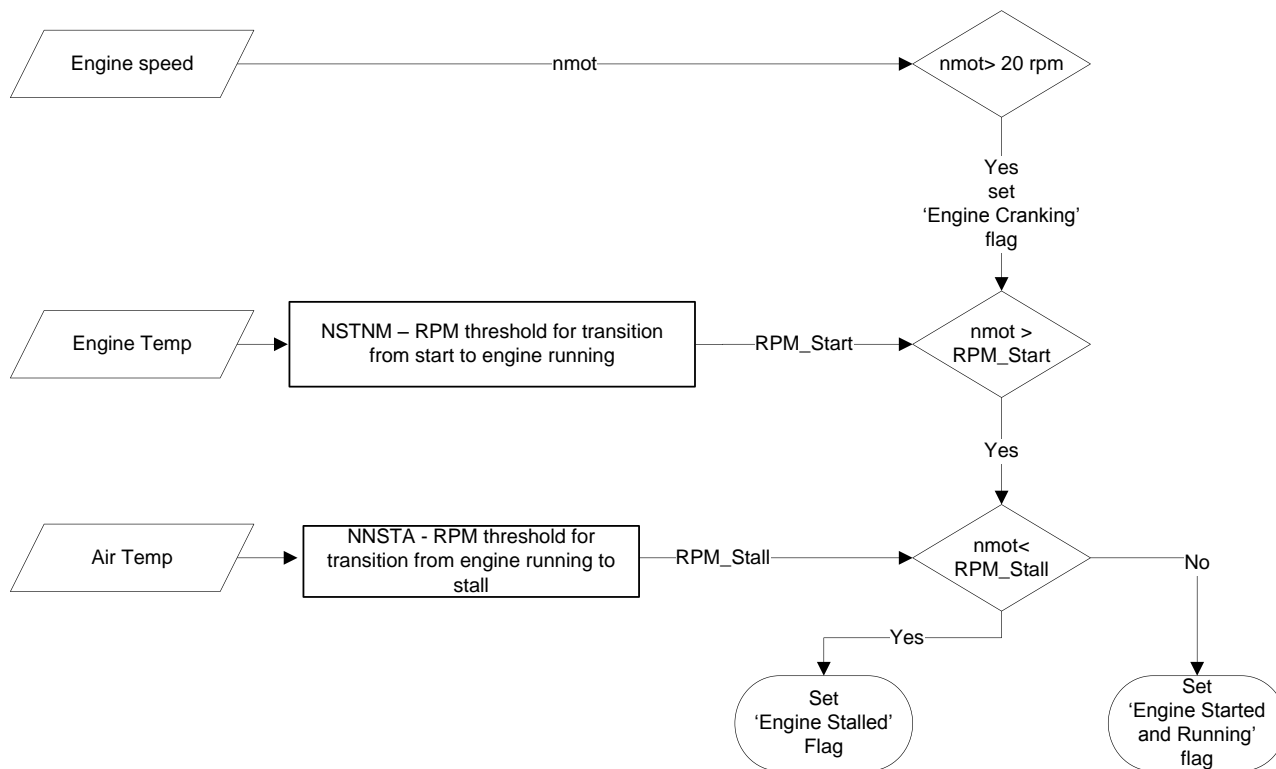 Engine speed
nmot
nmot> 20 rpm
Yes
set
‘Engine Cranking’
flag
Engine Temp
NSTNM – RPM threshold for transition
from start to engine running
RPM_Start
nmot >
RPM_Start
Yes
Air Temp
NNSTA - RPM threshold for
transition from engine running to
stall
RPM_Stall
nmot<
RPM_Stall
No
Yes
Set
‘Engine Stalled’
Flag
Set
‘Engine Started
and Running’
flag